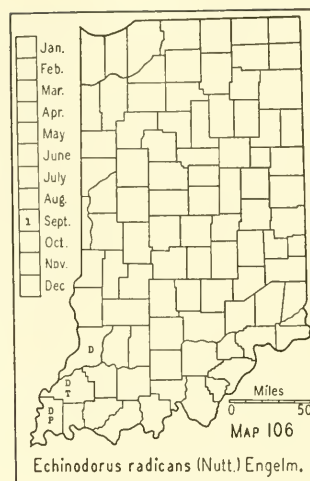 Jan.
Feb.
Mar.
Apr.
May
June
July
Aug.
1 Sept.
Oct.
Nov.
Dec
D
D
T
D
P
Miles
0 50
MAP 106
Echinodorus radicans (Nutt.) Engelm.